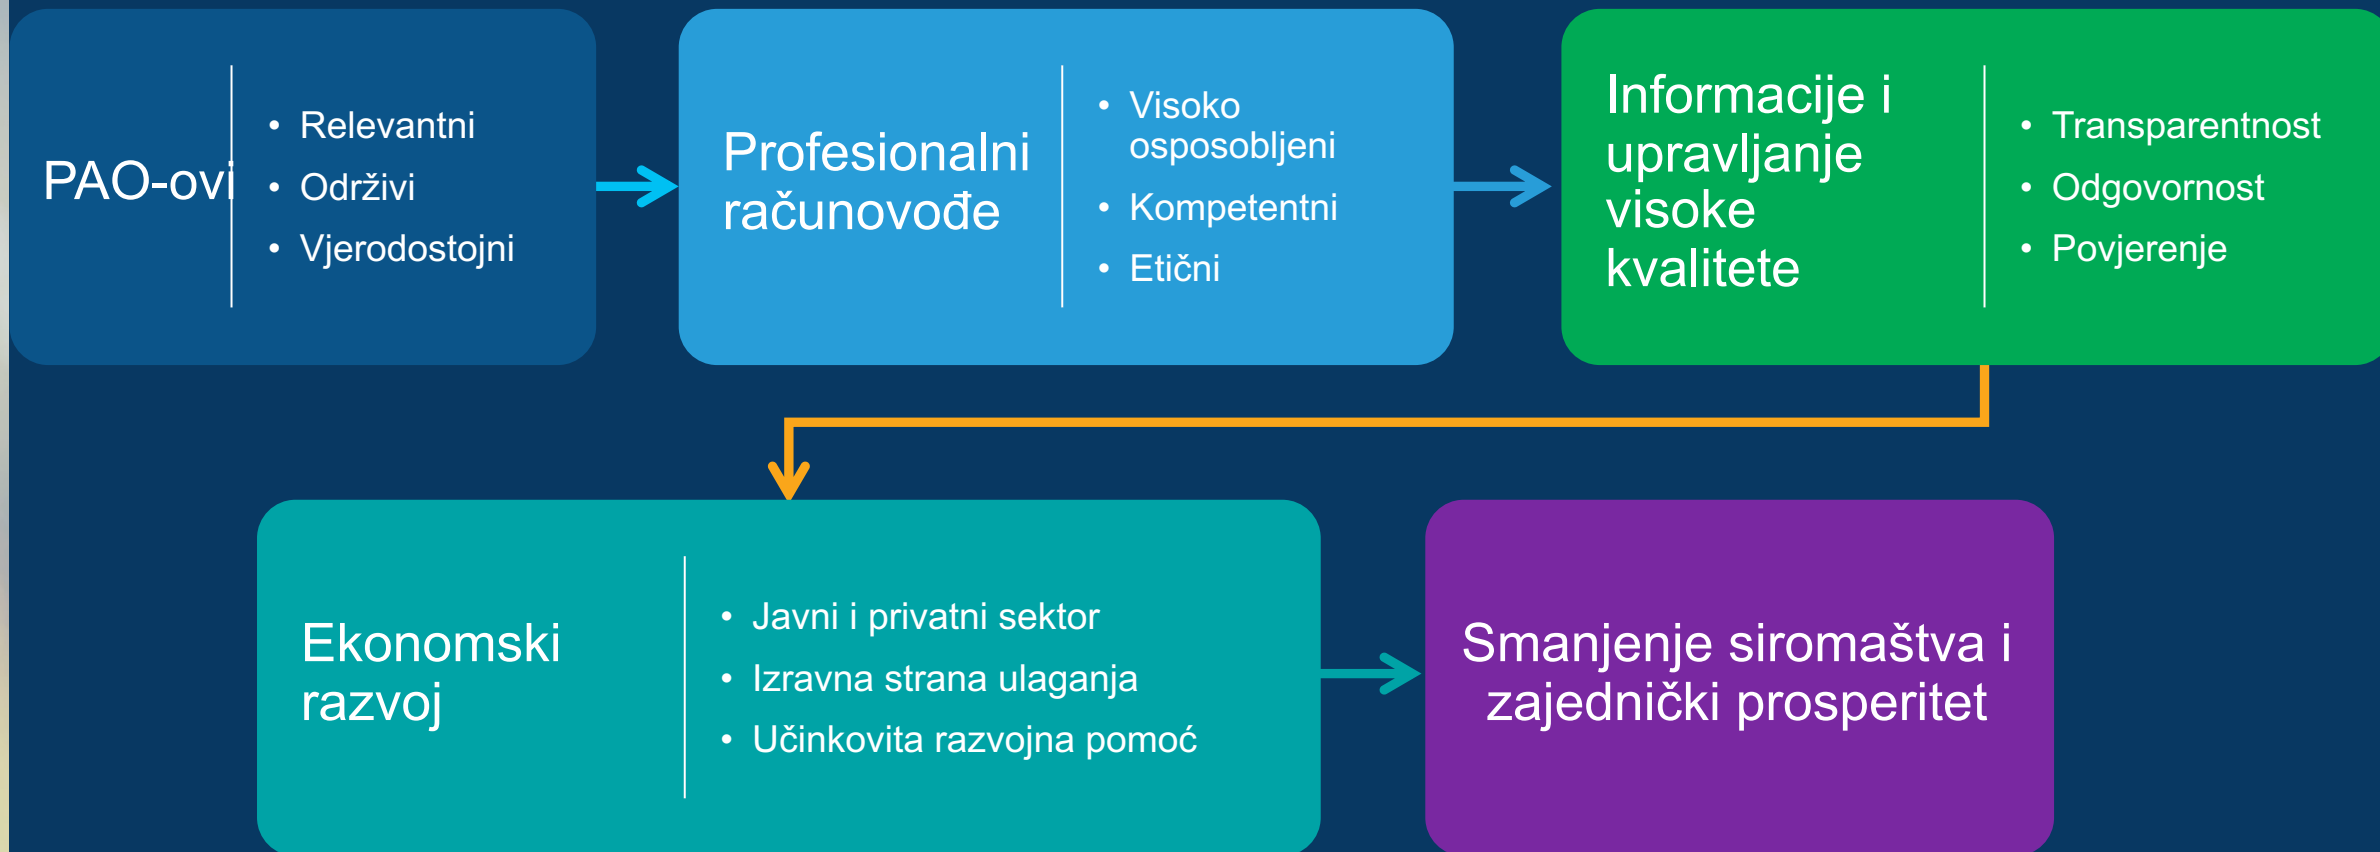 PAO-ovi
• Relevantni
• Održivi
• Vjerodostojni
Profesionalni
računovođe
• Visoko
osposobljeni
• Kompetentni
• Etični
Informacije i
upravljanje
visoke
kvalitete
• Transparentnost
• Odgovornost
• Povjerenje
Ekonomski
razvoj
• Javni i privatni sektor
• Izravna strana ulaganja
• Učinkovita razvojna pomoć
Smanjenje siromaštva i
zajednički prosperitet